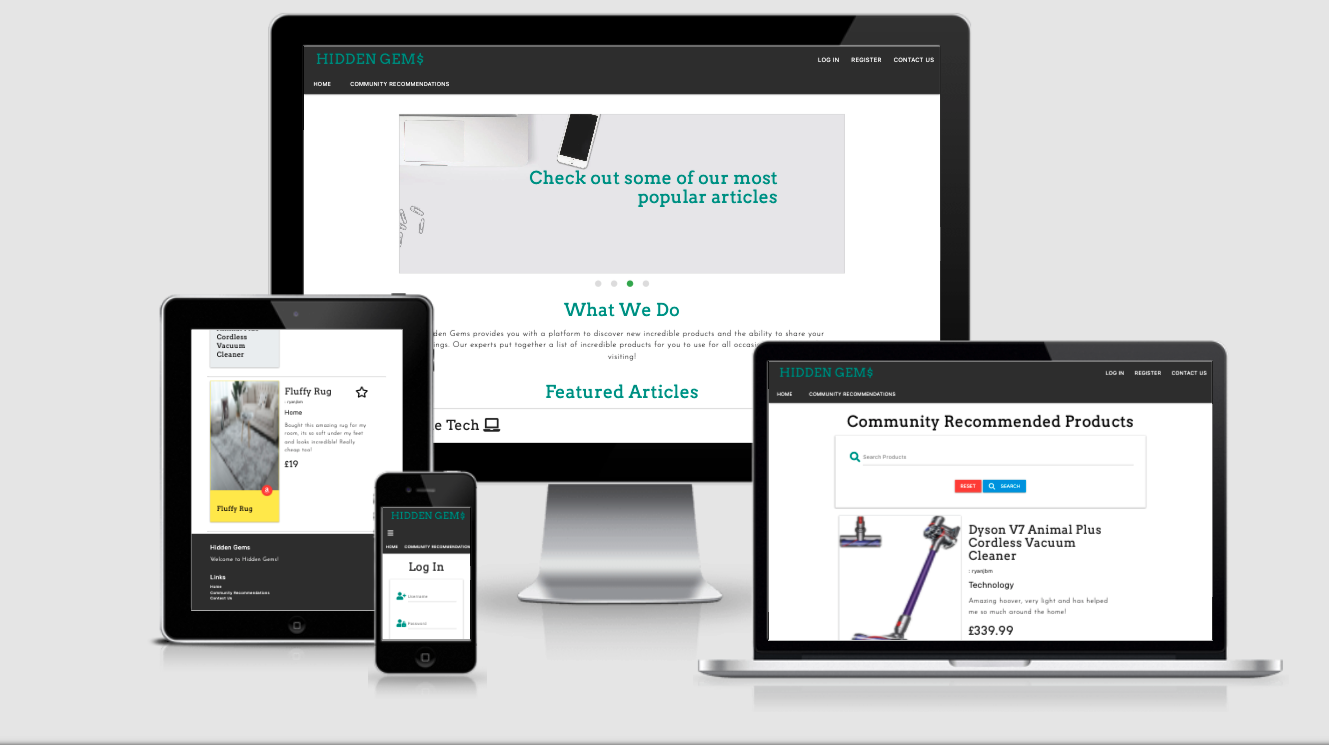 HIDDEN GEM$
LOG IN REGISTER CONTACT US
HOME COMMUNITY RECOMMENDATIONS
Check out some of our most
popular articles
What We Do
den Gems provides you with a platform to discover new incredible products and the ability to share your
ings. Our experts put together a list of incredible products for you to use for all occasi
visiting!
Featured Articles
e Tech
Cordless
Vacuum
Cleaner
Fluffy Rug
: ryanjbm
Home
Bought this amazing rug for my
room, its so soft under my feet
and looks incredible! Really
cheap too!
£19
Fluffy Rug
Hidden Gems
Welcome to Hidden Gems!
Links
Home
Community Recommendations
Contact Us
HIDDEN GEM$
HOME COMMUNITY RECOMMENDATION
Log In
Username
Password
HIDDEN GEM$
LOG IN REGISTER CONTACT US
HOME COMMUNITY RECOMMENDATIONS
Community Recommended Products
Search Products
RESET SEARCH
Dyson V7 Animal Plus
Cordless Vacuum
Cleaner
: ryanjbm
Technology
Amazing hoover, very light and has helped
me so much around the home!
£339.99